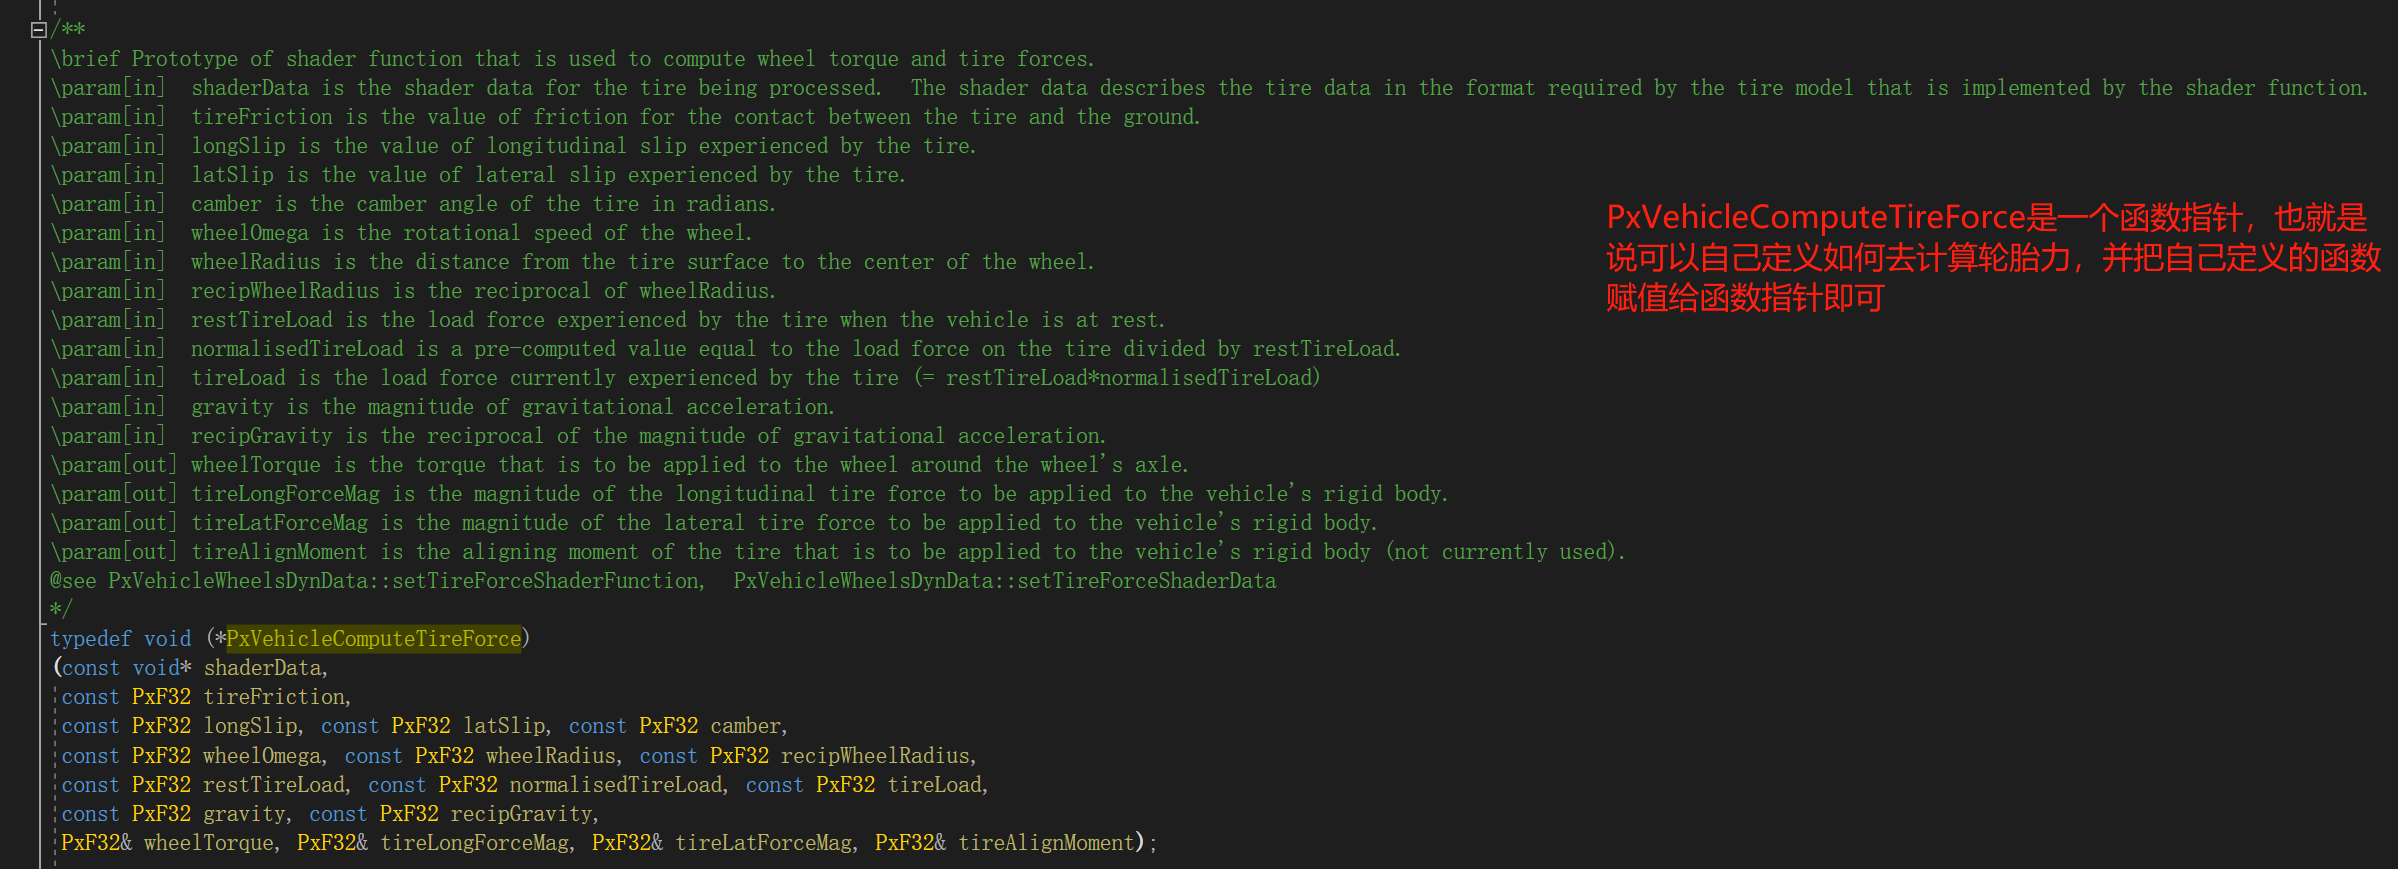 /**
\brief Prototype of shader function that is used to compute wheel torque and tire forces.
\param[in]  shaderData is the shader data for the tire being processed.  The shader data describes the tire data in the format required by the tire model that is implemented by the shader function.
\param[in]  tireFriction is the value of friction for the contact between the tire and the ground.
\param[in]  longSlip is the value of longitudinal slip experienced by the tire.
\param[in]  latSlip is the value of lateral slip experienced by the tire.
\param[in]  camber is the camber angle of the tire in radians.
\param[in]  wheelOmega is the rotational speed of the wheel.
\param[in]  wheelRadius is the distance from the tire surface to the center of the wheel.
\param[in]  recipWheelRadius is the reciprocal of wheelRadius.
\param[in]  restTireLoad is the load force experienced by the tire when the vehicle is at rest.
\param[in]  normalisedTireLoad is a pre-computed value equal to the load force on the tire divided by restTireLoad.
\param[in]  tireLoad is the load force currently experienced by the tire (= restTireLoad*normalisedTireLoad)
\param[in]  gravity is the magnitude of gravitational acceleration.
\param[in]  recipGravity is the reciprocal of the magnitude of gravitational acceleration.
\param[out] wheelTorque is the torque that is to be applied to the wheel around the wheel's axle.
\param[out] tireLongForceMag is the magnitude of the longitudinal tire force to be applied to the vehicle's rigid body.
\param[out] tireLatForceMag is the magnitude of the lateral tire force to be applied to the vehicle's rigid body.
\param[out] tireAlignMoment is the aligning moment of the tire that is to be applied to the vehicle's rigid body (not currently used).
@see PxVehicleWheelsDynData::setTireForceShaderFunction,  PxVehicleWheelsDynData::setTireForceShaderData
*/
typedef void (*PxVehicleComputeTireForce)
(const void* shaderData,
const PxF32 tireFriction,
const PxF32 longSlip, const PxF32 latSlip, const PxF32 camber,
const PxF32 wheelOmega, const PxF32 wheelRadius, const PxF32 recipWheelRadius,
const PxF32 restTireLoad, const PxF32 normalisedTireLoad, const PxF32 tireLoad,
const PxF32 gravity, const PxF32 recipGravity,
PxF32& wheelTorque, PxF32& tireLongForceMag, PxF32& tireLatForceMag, PxF32& tireAlignMoment);
PxVehicleComputeTireForce是一个函数指针，也就是
说可以自己定义如何去计算轮胎力，并把自己定义的函数
赋值给函数指针即可